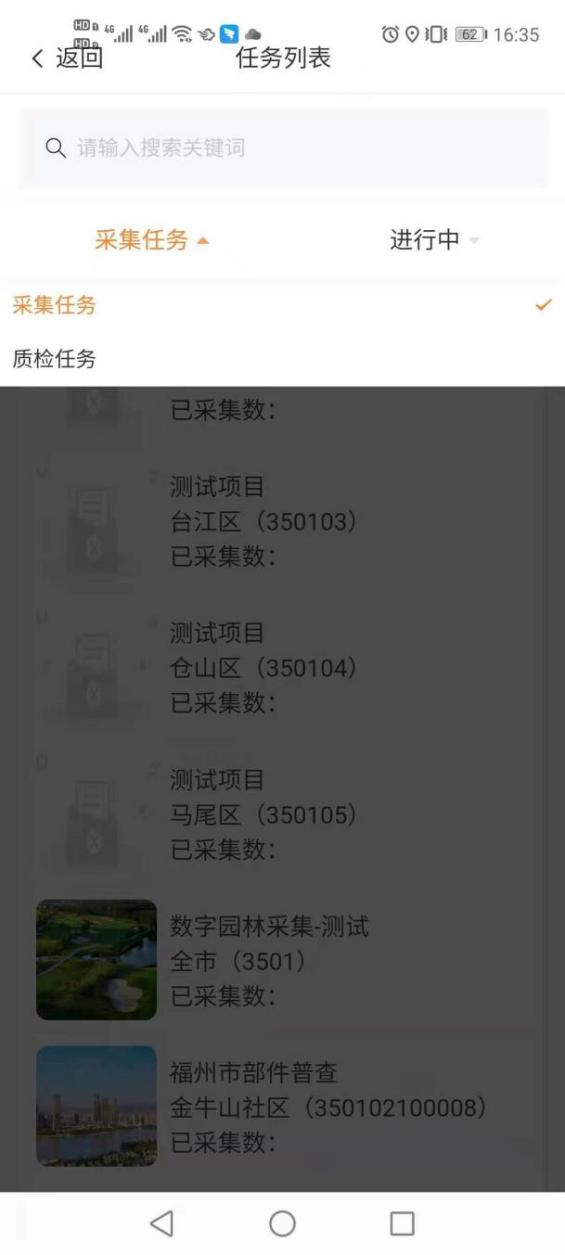 HD 4G 4G 62 16:35
返回 任务列表
请输入搜索关键词
采集任务 进行中
采集任务
质检任务
已采集数：
测试项目
台江区（350103）
已采集数：
测试项目
仓山区（350104）
已采集数：
测试项目
马尾区（350105）
已采集数：
数字园林采集-测试
全市（3501）
已采集数：
福州市部件普查
金牛山社区（350102100008）
已采集数：